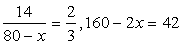 14/(80 − x) = 2/3, 160 − 2x = 42